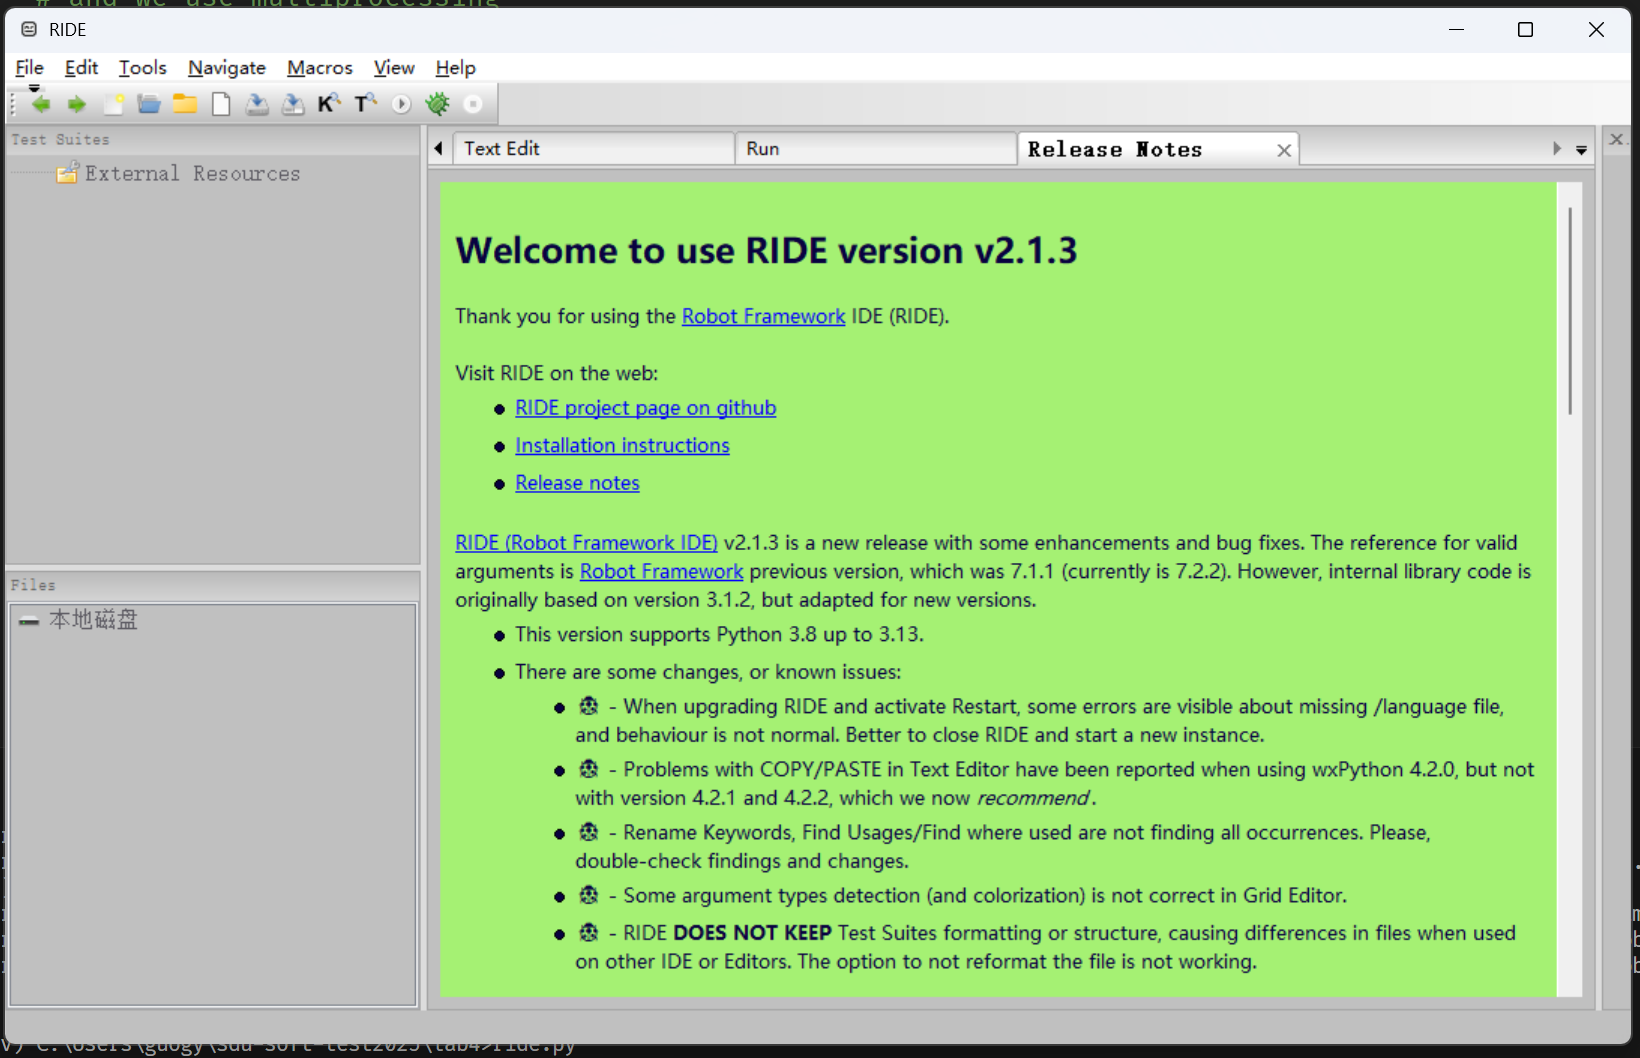 # and we use multiprocessing
RIDE
File Edit Tools Navigate Macros View Help
K T
Test Suites
External Resources
Text Edit Run Release Notes
Welcome to use RIDE version v2.1.3
Thank you for using the Robot Framework IDE (RIDE).
Visit RIDE on the web:
RIDE project page on github
Installation instructions
Release notes
RIDE (Robot Framework IDE) v2.1.3 is a new release with some enhancements and bug fixes. The reference for valid
arguments is Robot Framework previous version, which was 7.1.1 (currently is 7.2.2). However, internal library code is
originally based on version 3.1.2, but adapted for new versions.
This version supports Python 3.8 up to 3.13.
There are some changes, or known issues:
- When upgrading RIDE and activate Restart, some errors are visible about missing /language file,
and behaviour is not normal. Better to close RIDE and start a new instance.
- Problems with COPY/PASTE in Text Editor have been reported when using wxPython 4.2.0, but not
with version 4.2.1 and 4.2.2, which we now recommend.
- Rename Keywords, Find Usages/Find where used are not finding all occurrences. Please,
double-check findings and changes.
- Some argument types detection (and colorization) is not correct in Grid Editor.
- RIDE DOES NOT KEEP Test Suites formatting or structure, causing differences in files when used
on other IDE or Editors. The option to not reformat the file is not working.
Files
本地磁盘
v) C:\Users\guogy\sdu-soft-test2025\lab4>ride.py